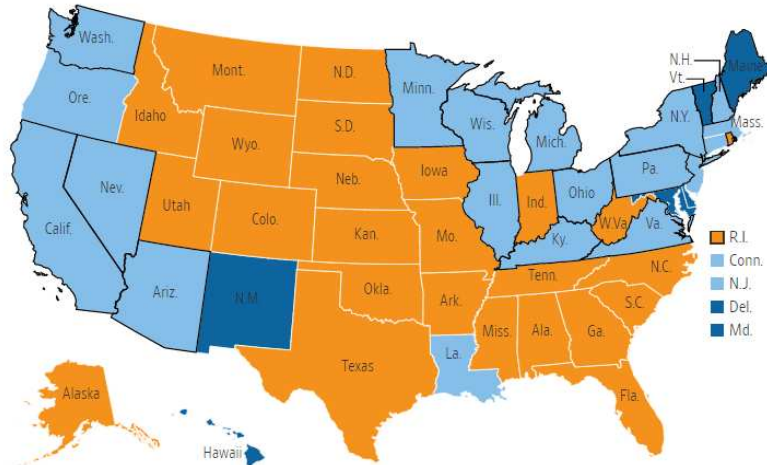 Wash.
Mont.
N.D.
Minn.
N.H.
Vt.
Maine
Ore.
Idaho
S.D.
Wis.
Mich.
N.Y.
Mass.
Wyo.
Nev.
Utah
Colo.
Neb.
Iowa
Ill.
Ind.
Ohio
Pa.
Calif.
Kan.
Mo.
Ky.
W.Va.
Va.
R.I.
Conn.
N.J.
Del.
Md.
Ariz.
N.M.
Okla.
Ark.
Tenn.
N.C.
S.C.
Texas
La.
Miss.
Ala.
Ga.
Fla.
Alaska
Hawaii